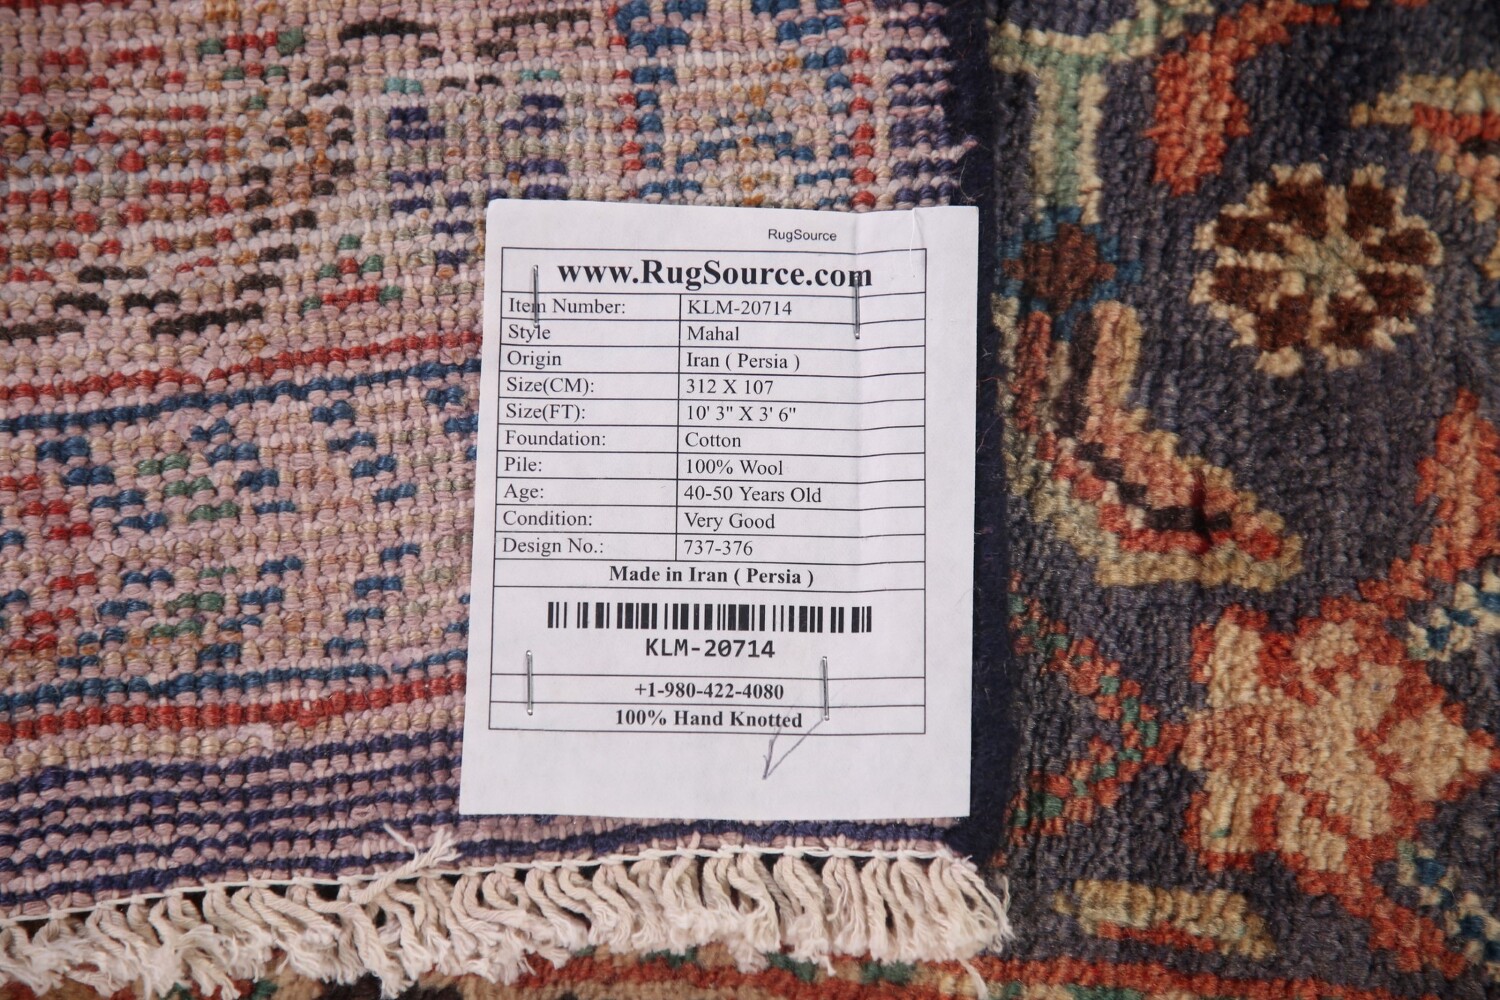 RugSource
www.RugSource.com
Item Number: KLM-20714
Style Mahal
Origin Iran ( Persia )
Size(CM): 312 X 107
Size(FT): 10' 3" X 3' 6"
Foundation: Cotton
Pile: 100% Wool
Age: 40-50 Years Old
Condition: Very Good
Design No.: 737-376
Made in Iran ( Persia )
KLM-20714
+1-980-422-4080
100% Hand Knotted